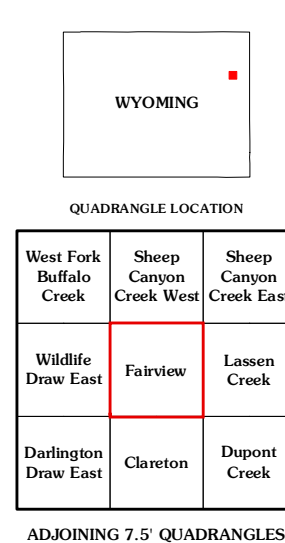 WYOMING
QUADRANGLE LOCATION
West Fork
Buffalo
Creek
Sheep
Canyon
Creek West
Sheep
Canyon
Creek Eas
Wildlife
Draw East
Fairview
Lassen
Creek
Darlington
Draw East
Clareton
Dupont
Creek
ADJOINING 7.5' QUADRANGLES